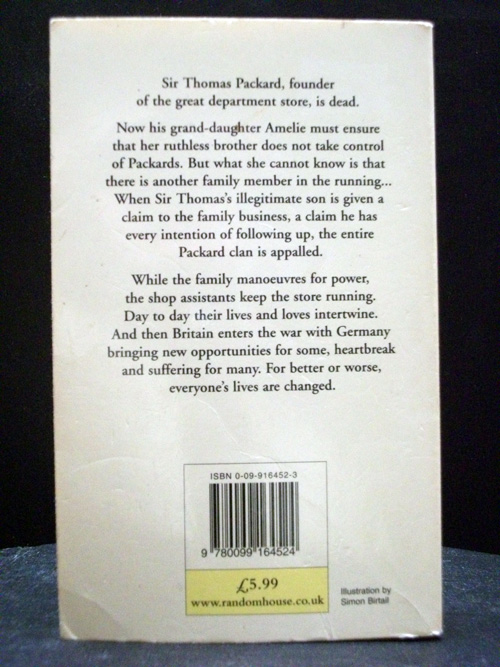 Sir Thomas Packard, founder
of the great department store, is dead.
Now his grand-daughter Amelie must ensure
that her ruthless brother does not take control
of Packards. But what she cannot know is that
there is another family member in the running...
When Sir Thomas's illegitimate son is given a
claim to the family business, a claim he has
every intention of following up, the entire
Packard clan is appalled.
While the family manoeuvres for power,
the shop assistants keep the store running.
Day to day their lives and loves intertwine.
And then Britain enters the war with Germany
bringing new opportunities for some, heartbreak
and suffering for many. For better or worse,
everyone's lives are changed.
ISBN 0-09-916452-3
9 780099 164524
£5.99
www.randomhouse.co.uk
Illustration by
Simon Birtall